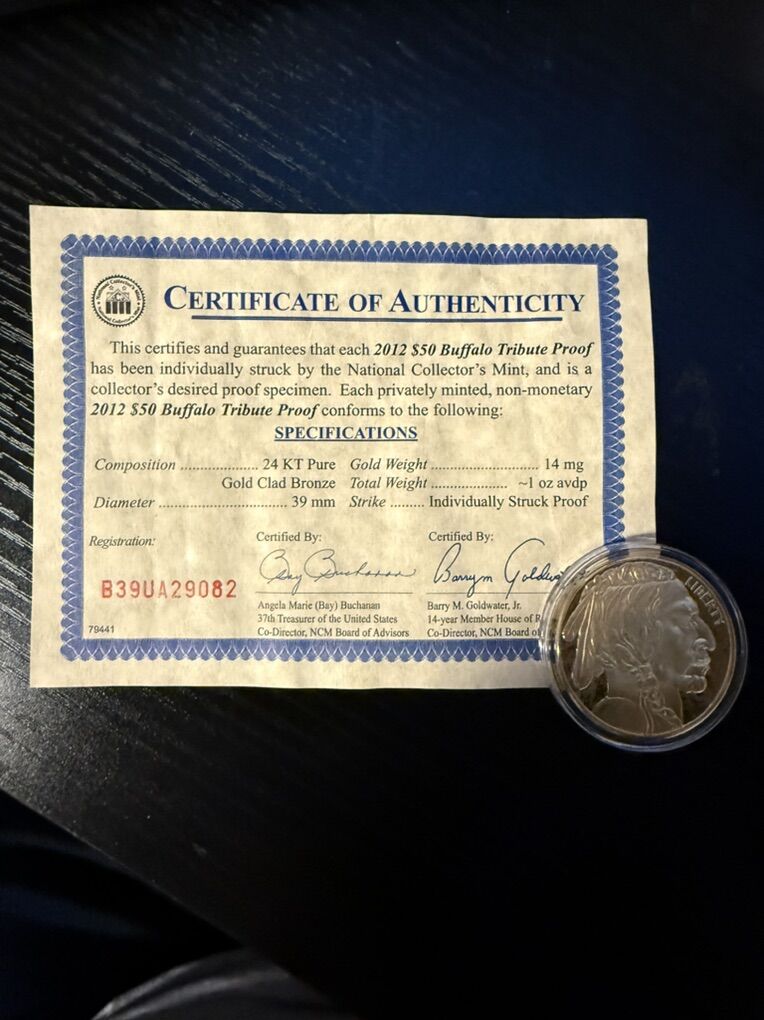 CERTIFICATE OF AUTHENTICITY
This certifies and guarantees that each 2012 $50 Buffalo Tribute Proof
has been individually struck by the National Collector's Mint, and is a
collector's desired proof specimen. Each privately minted, non-monetary
2012 $50 Buffalo Tribute Proof conforms to the following:
SPECIFICATIONS
Composition .................... 24 KT Pure
Gold Clad Bronze
Diameter ................................ 39 mm
Gold Weight .......................... 14 mg
Total Weight .................. ~1 oz avdp
Strike ......... Individually Struck Proof
Registration:
B39UA29082
79441
Certified By:
Bay Buchanan
Angela Marie (Bay) Buchanan
37th Treasurer of the United States
Co-Director, NCM Board of Advisors
Certified By:
Barry M Goldwa
Barry M. Goldwater, Jr.
14-year Member House of
Co-Director, NCM Board of
LIBERTY